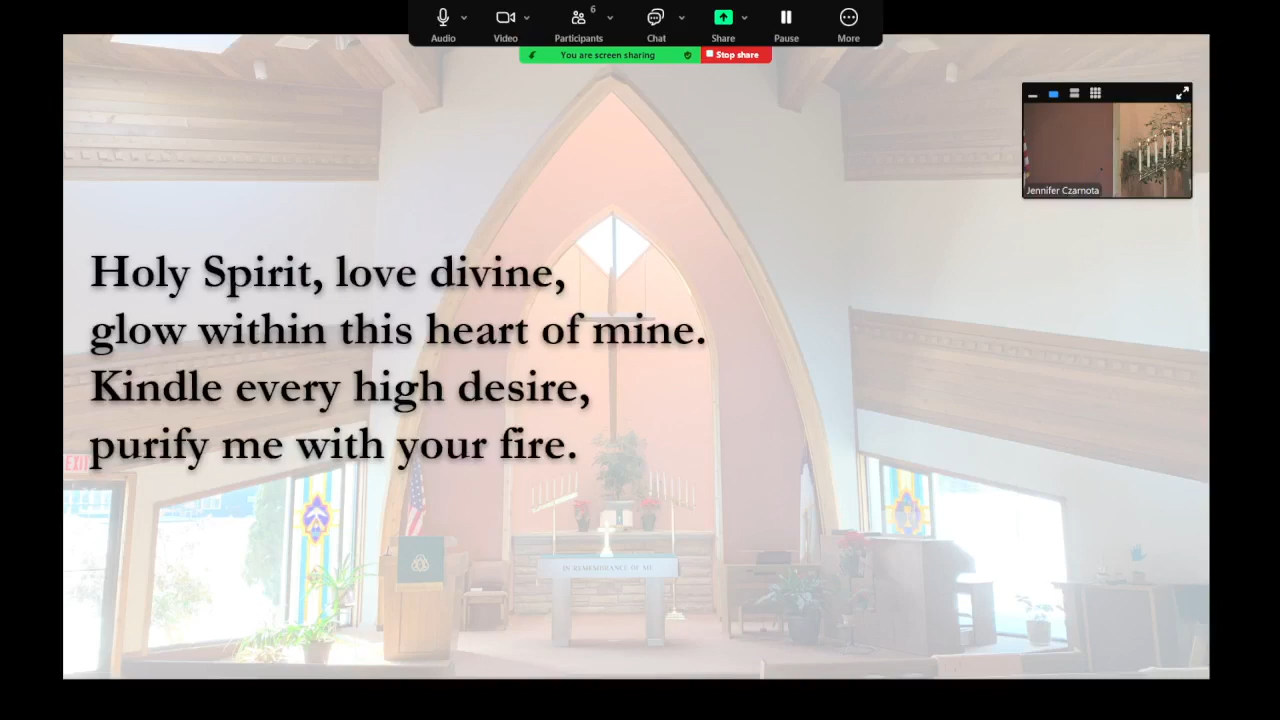 6
Audio
Video
Participants
Chat
Share
Pause
More
You are screen sharing
Stop share
Jennifer Czarnota
Holy Spirit, love divine,
glow within this heart of mine.
Kindle every high desire,
purify me with your fire.
EXIT
IN REMEMBRANCE OF ME